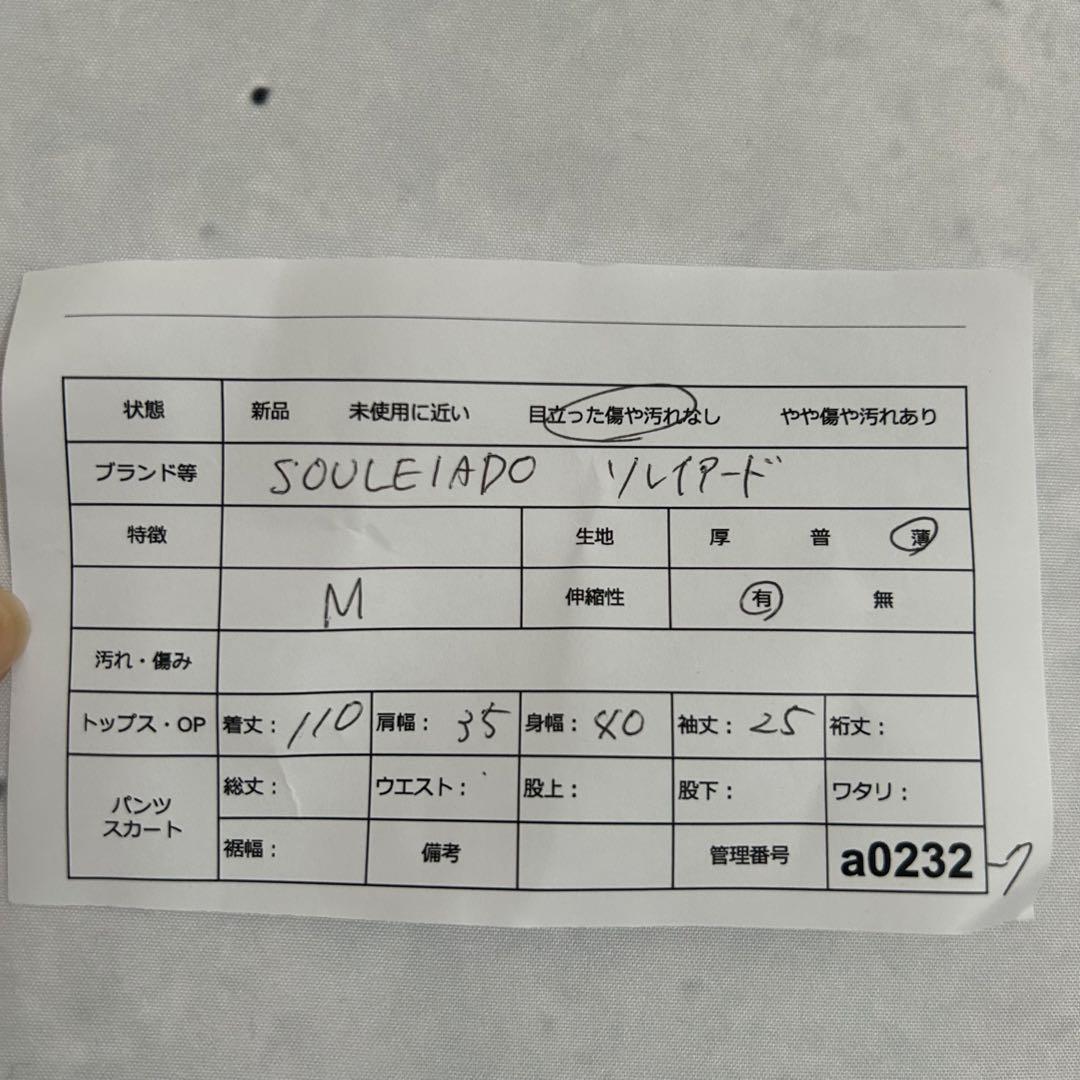 状態 新品 未使用に近い 目立った傷や汚れなし やや傷や汚れあり
ブランド等 SOULEIADO ソレイアード
特徴 生地 厚 普 薄
M 伸縮性 有 無
汚れ・傷み
トップス・OP 着丈：110 肩幅：35 身幅：40 袖丈：25 裄丈：
パンツ スカート 総丈： ウエスト： 股上： 股下： ワタリ：
裾幅： 備考 管理番号 a0232-7